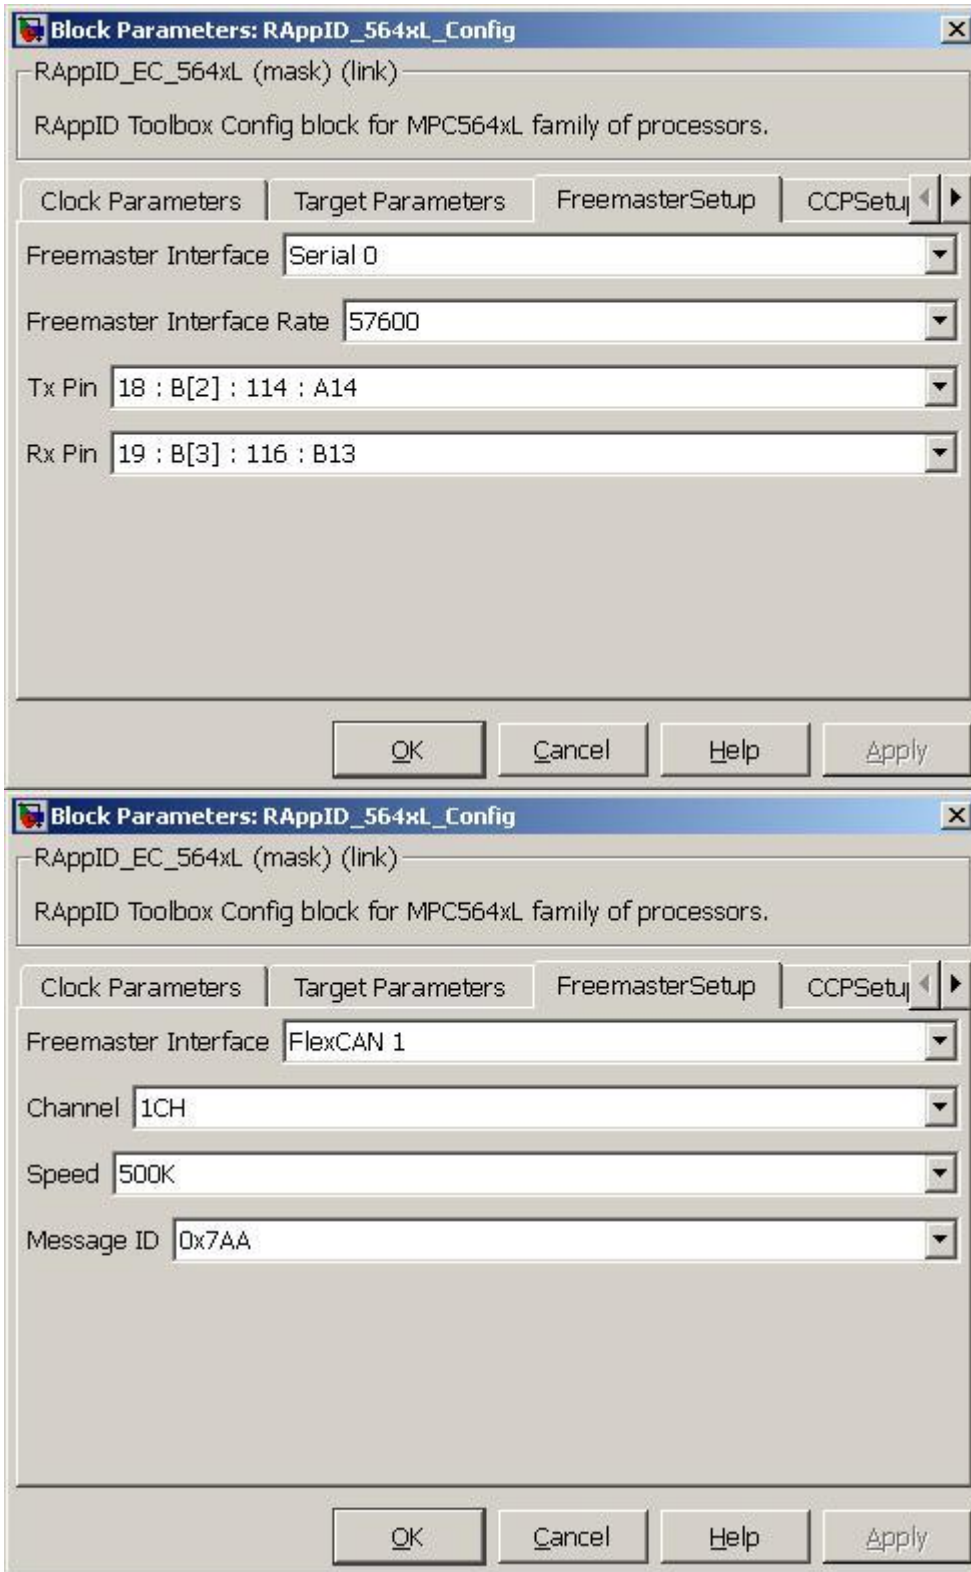 Block Parameters: RAppID_564xL_Config
RAppID_EC_564xL (mask) (link)
RAppID Toolbox Config block for MPC564xL family of processors.
Clock Parameters Target Parameters FreemasterSetup CCPSetu
Freemaster Interface Serial 0
Freemaster Interface Rate 57600
Tx Pin 18 : B[2] : 114 : A14
Rx Pin 19 : B[3] : 116 : B13
OK Cancel Help Apply
Block Parameters: RAppID_564xL_Config
RAppID_EC_564xL (mask) (link)
RAppID Toolbox Config block for MPC564xL family of processors.
Clock Parameters Target Parameters FreemasterSetup CCPSetu
Freemaster Interface FlexCAN 1
Channel 1CH
Speed 500K
Message ID 0x7AA
OK Cancel Help Apply